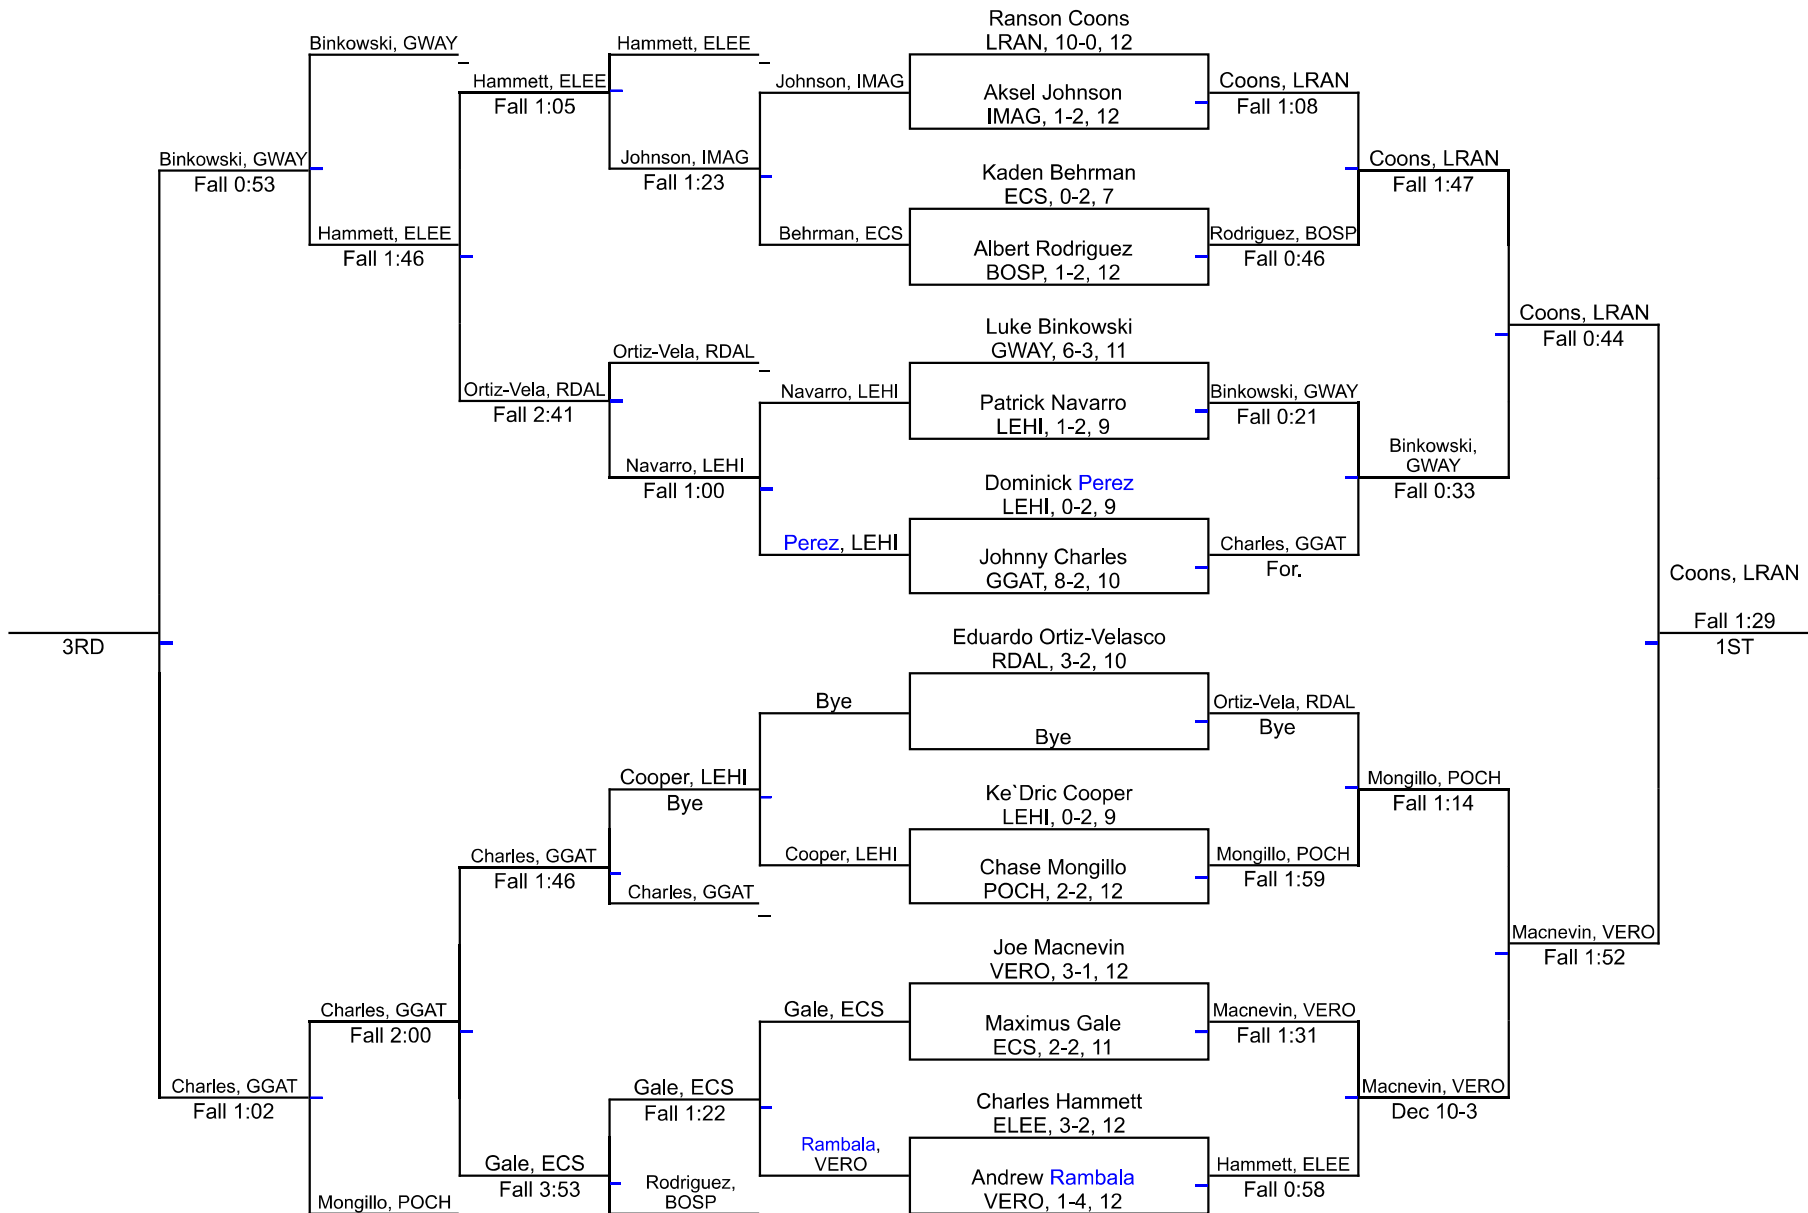 Ranson Coons
LRAN, 10-0, 12
Binkowski, GWAY
Hammett, ELEE
Hammett, ELEE
Fall 1:05
Johnson, IMAG
Aksel Johnson
IMAG, 1-2, 12
Coons, LRAN
Fall 1:08
Binkowski, GWAY
Fall 0:53
Johnson, IMAG
Fall 1:23
Kaden Behrman
ECS, 0-2, 7
Coons, LRAN
Fall 1:47
Hammett, ELEE
Fall 1:46
Behrman, ECS
Albert Rodriguez
BOSP, 1-2, 12
Rodriguez, BOSP
Fall 0:46
Luke Binkowski
GWAY, 6-3, 11
Coons, LRAN
Fall 0:44
Ortiz-Vela, RDAL
Ortiz-Vela, RDAL
Fall 2:41
Navarro, LEHI
Patrick Navarro
LEHI, 1-2, 9
Binkowski, GWAY
Fall 0:21
Navarro, LEHI
Fall 1:00
Dominick Perez
LEHI, 0-2, 9
Binkowski,
GWAY
Fall 0:33
Perez, LEHI
Johnny Charles
GGAT, 8-2, 10
Charles, GGAT
For.
Coons, LRAN
Fall 1:29
1ST
3RD
Eduardo Ortiz-Velasco
RDAL, 3-2, 10
Bye
Bye
Ortiz-Vela, RDAL
Bye
Cooper, LEHI
Bye
Ke`Dric Cooper
LEHI, 0-2, 9
Mongillo, POCH
Fall 1:14
Charles, GGAT
Fall 1:46
Cooper, LEHI
Chase Mongillo
POCH, 2-2, 12
Mongillo, POCH
Fall 1:59
Charles, GGAT
Joe Macnevin
VERO, 3-1, 12
Macnevin, VERO
Fall 1:52
Charles, GGAT
Fall 2:00
Gale, ECS
Maximus Gale
ECS, 2-2, 11
Macnevin, VERO
Fall 1:31
Charles, GGAT
Fall 1:02
Gale, ECS
Fall 1:22
Charles Hammett
ELEE, 3-2, 12
Macnevin, VERO
Dec 10-3
Gale, ECS
Fall 3:53
Rambala,
VERO
Andrew Rambala
VERO, 1-4, 12
Hammett, ELEE
Fall 0:58
Mongillo, POCH
Rodriguez,
BOSP